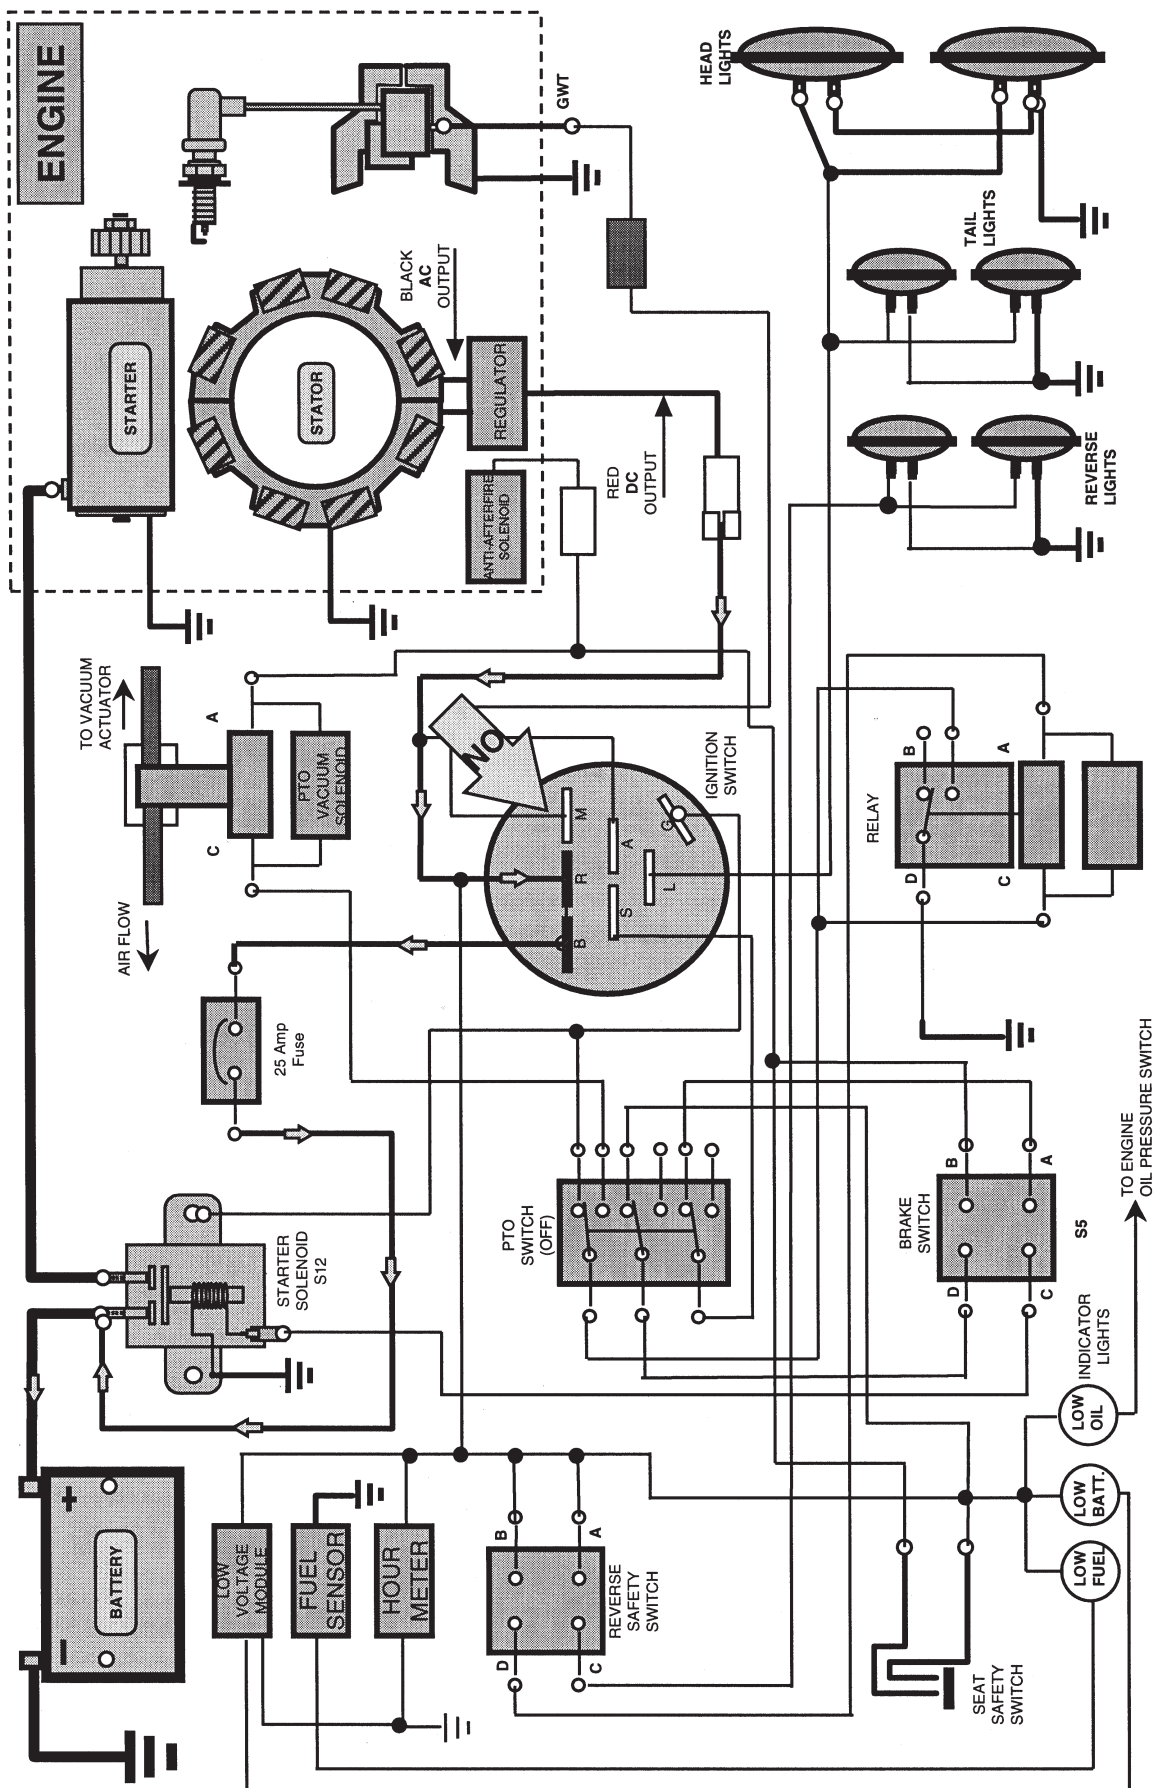 ENGINE
STARTER
STATOR
GWT
BLACK
AC
OUTPUT
REGULATOR
ANTI-AFTERFIRE
SOLENOID
RED
DC
OUTPUT
HEAD
LIGHTS
TAIL
LIGHTS
REVERSE
LIGHTS
TO VACUUM
ACTUATOR
A
C
PTO
VACUUM
SOLENOID
AIR FLOW
NO
IGNITION
SWITCH
M
R
B
A
S
L
G
RELAY
B
A
D
C
25 Amp
Fuse
STARTER
SOLENOID
S12
PTO
SWITCH
(OFF)
BRAKE
SWITCH
B
A
D
C
S5
TO ENGINE
OIL PRESSURE SWITCH
INDICATOR
LIGHTS
LOW
OIL
LOW
BATT.
LOW
FUEL
+
BATTERY
−
LOW
VOLTAGE
MODULE
FUEL
SENSOR
HOUR
METER
B
A
D
C
REVERSE
SAFETY
SWITCH
SEAT
SAFETY
SWITCH